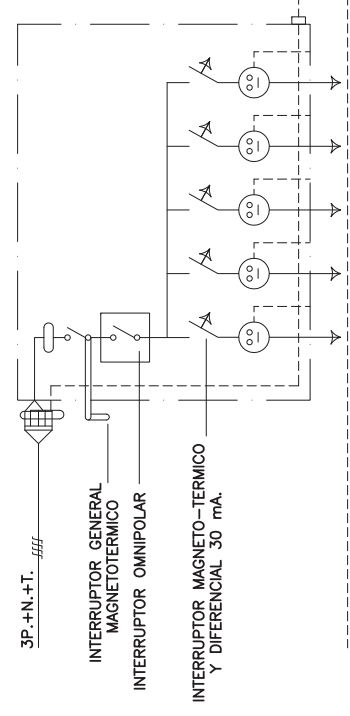 3P.+N.+T.
INTERRUPTOR GENERAL
MAGNETOTERMICO
INTERRUPTOR OMNIPOLAR
INTERRUPTOR MAGNETO-TERMICO
Y DIFERENCIAL 30 mA.